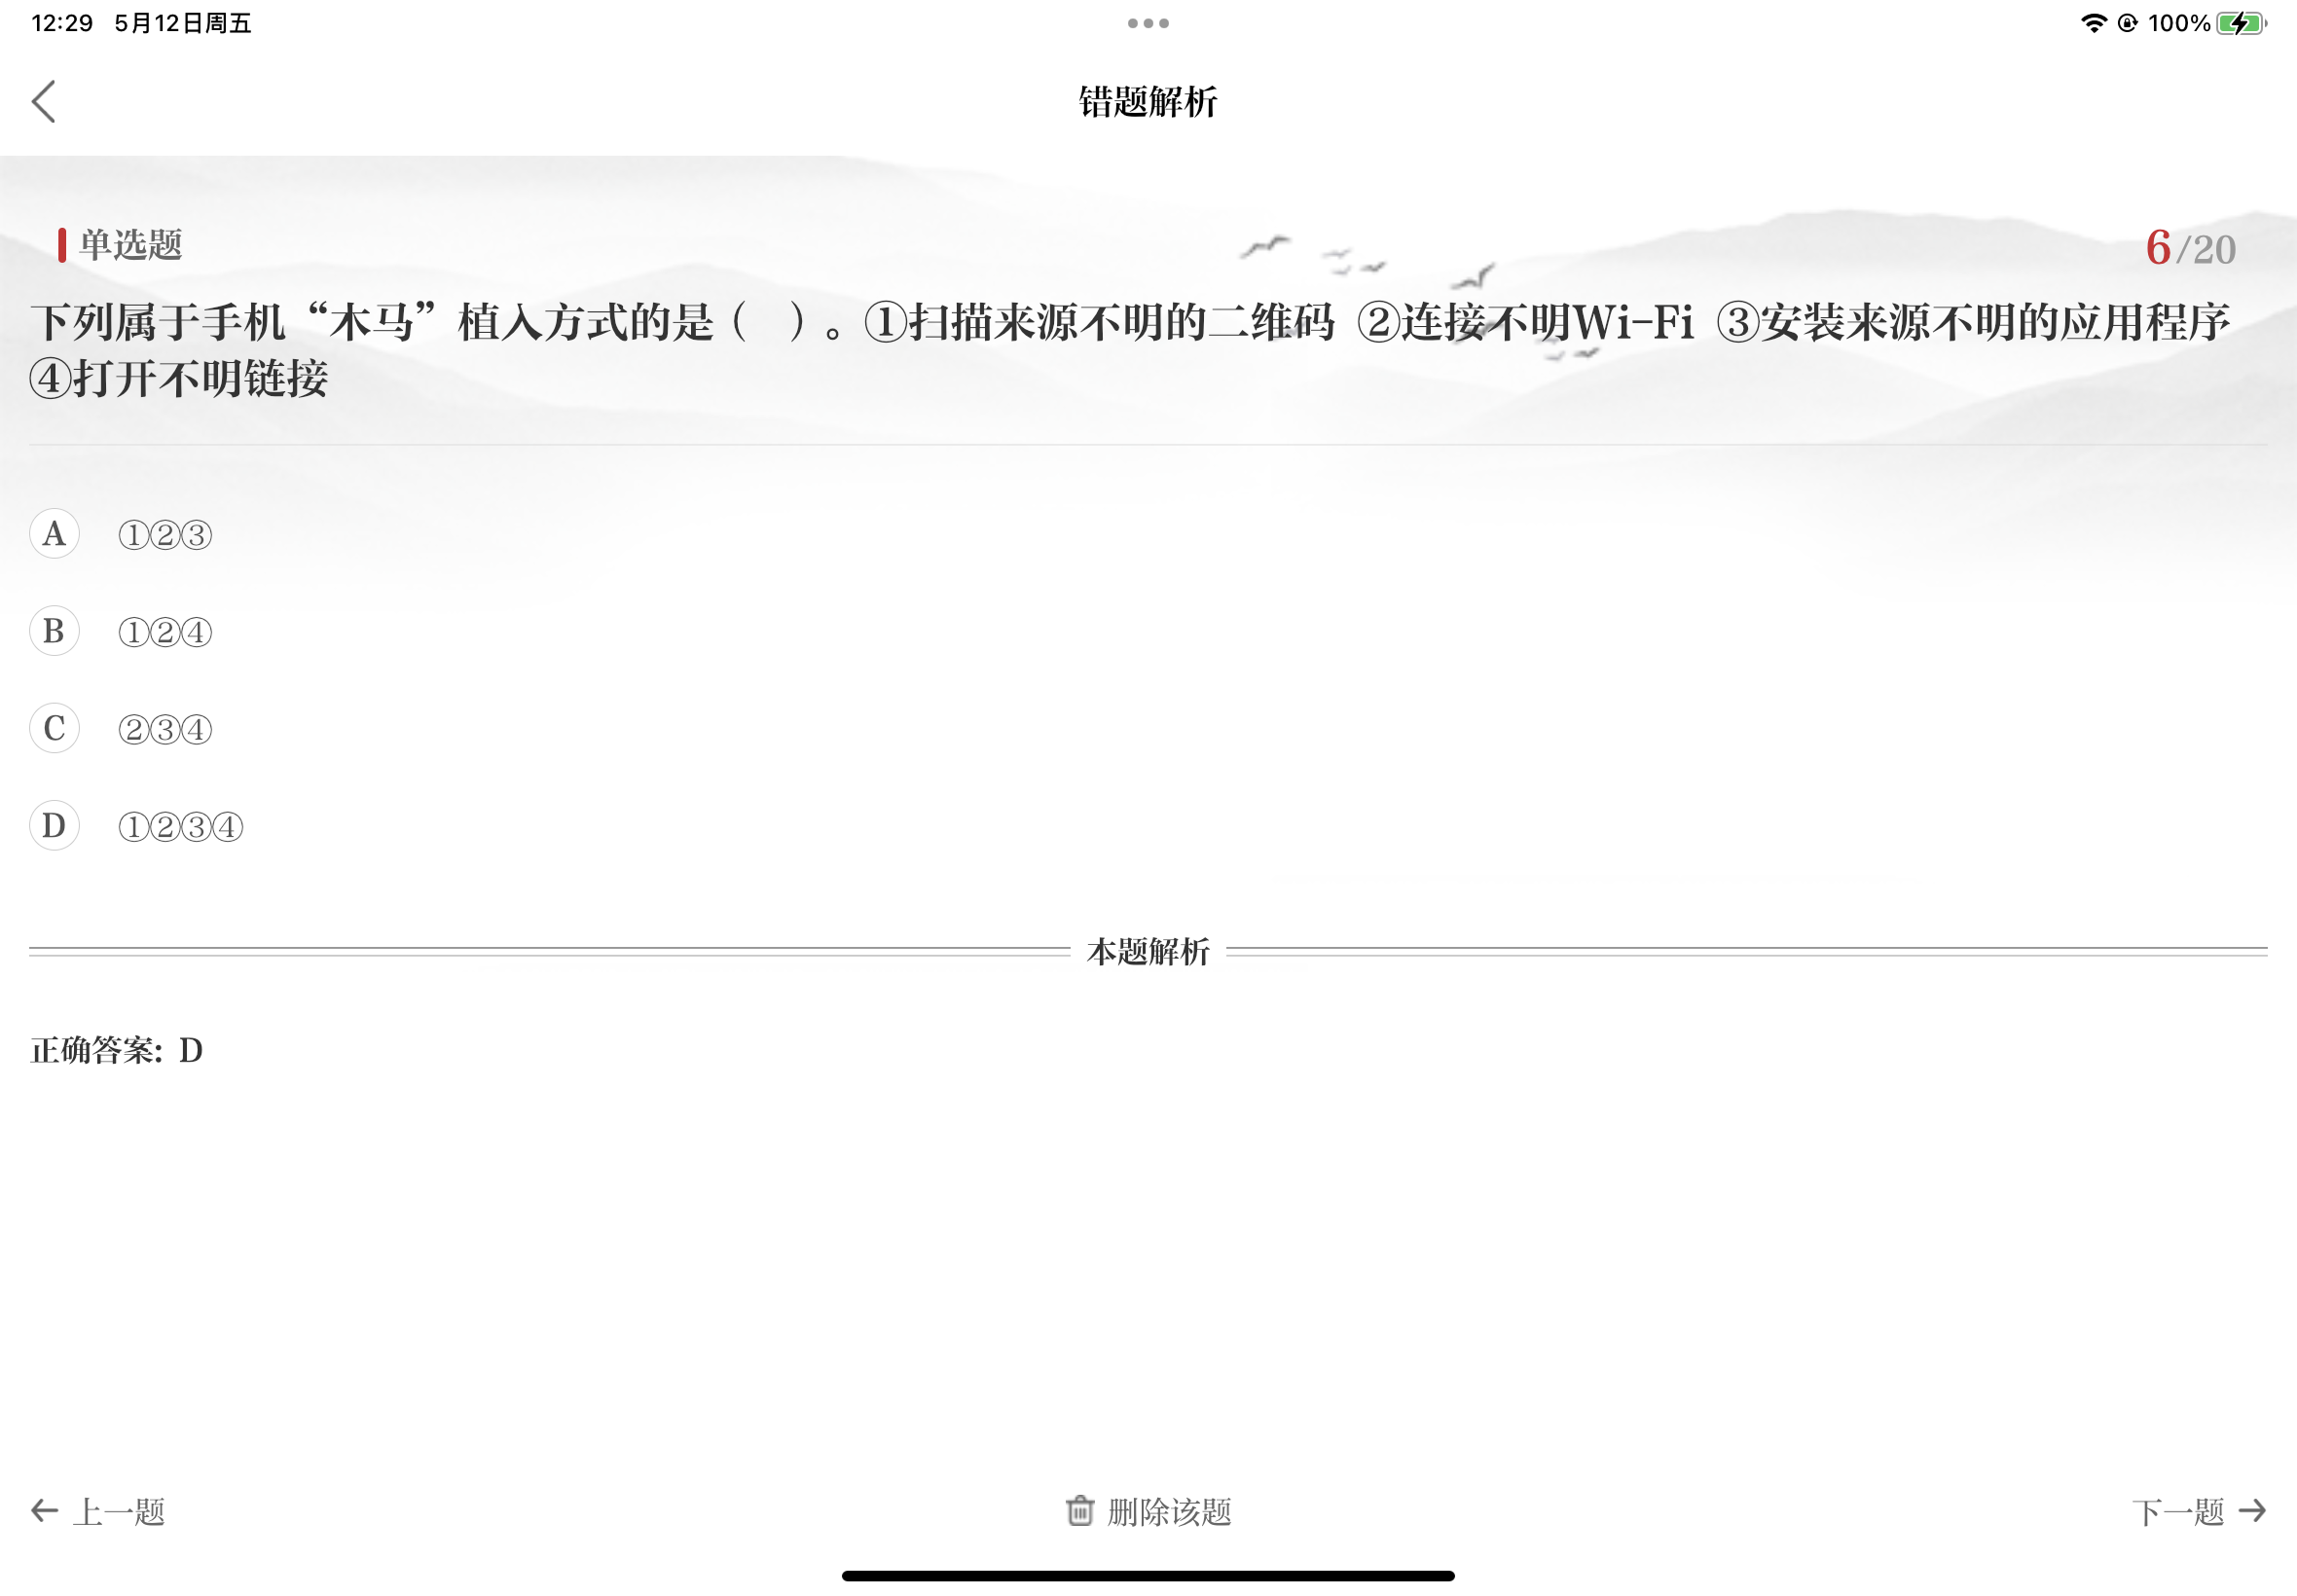 12:29 5月12日周五 100%
错题解析
单选题 6/20
下列属于手机“木马”植入方式的是（ ）。①扫描来源不明的二维码 ②连接不明Wi-Fi ③安装来源不明的应用程序
④打开不明链接
A ①②③
B ①②④
C ②③④
D ①②③④
本题解析
正确答案: D
上一题 删除该题 下一题